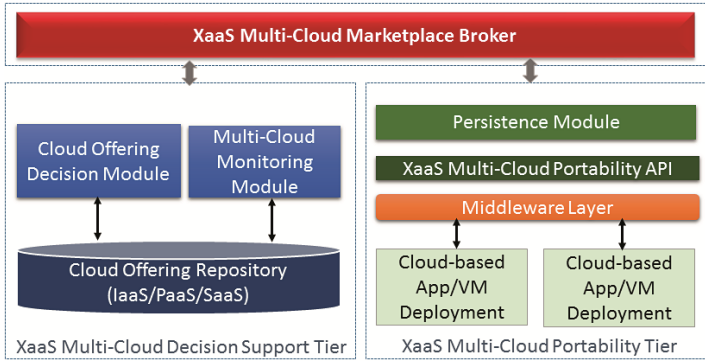 XaaS Multi-Cloud Marketplace Broker
Cloud Offering
Decision Module
Multi-Cloud
Monitoring
Module
Cloud Offering Repository
(IaaS/PaaS/SaaS)
XaaS Multi-Cloud Decision Support Tier
Persistence Module
XaaS Multi-Cloud Portability API
Middleware Layer
Cloud-based
App/VM
Deployment
Cloud-based
App/VM
Deployment
XaaS Multi-Cloud Portability Tier